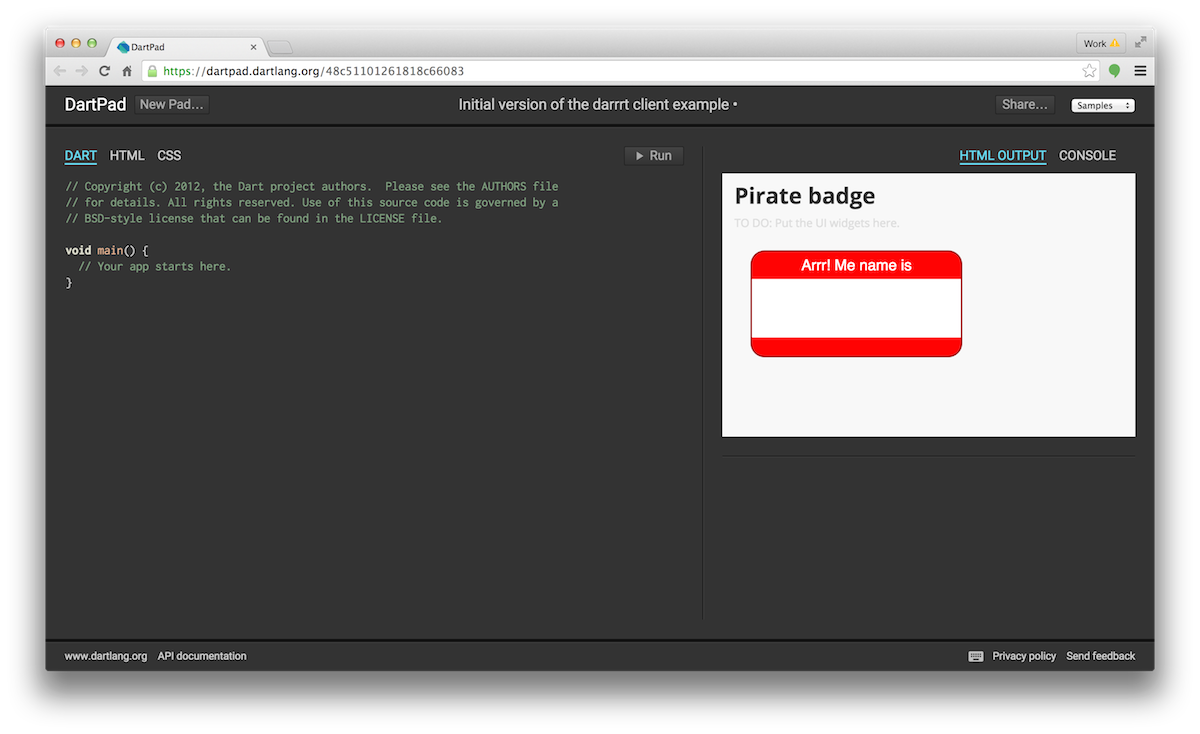 DartPad
Work
https://dartpad.dartlang.org/48c51101261818c66083
DartPad New Pad... Initial version of the darrrt client example • Share... Samples
DART HTML CSS Run HTML OUTPUT CONSOLE
// Copyright (c) 2012, the Dart project authors.  Please see the AUTHORS file
// for details. All rights reserved. Use of this source code is governed by a
// BSD-style license that can be found in the LICENSE file.
void main() {
  // Your app starts here.
}
Pirate badge
TO DO: Put the UI widgets here.
Arrr! Me name is
www.dartlang.org API documentation Privacy policy Send feedback